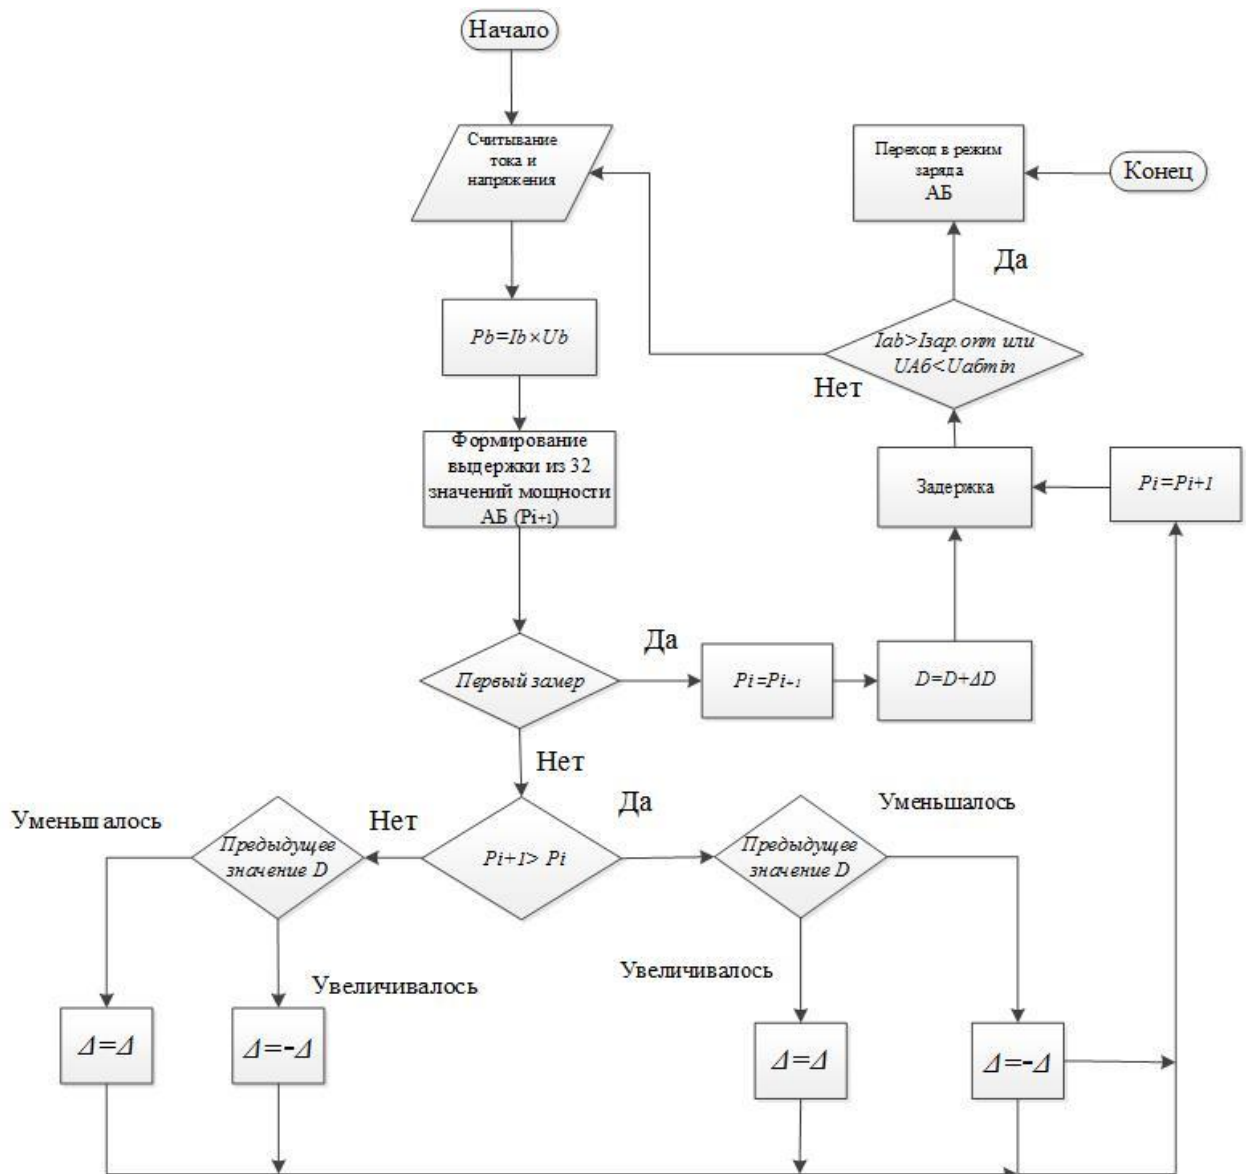 Начало
Считывание
тока и
напряжения
Переход в режим
заряда
АБ
Конец
Да
Pb=Ib×Ub
Iab>Iзар.опт или
UАб<Uабmin
Нет
Формирование
выдержки из 32
значений мощности
АБ (Pi+1)
Задержка
Pi=Pi+1
Да
Первый замер
Pi=Pi+1
D=D+ΔD
Нет
Уменьшалось
Нет
Да
Уменьшалось
Предыдущее
значение D
Pi+1> Pi
Предыдущее
значение D
Увеличивалось
Увеличивалось
Δ=Δ
Δ=-Δ
Δ=Δ
Δ=-Δ